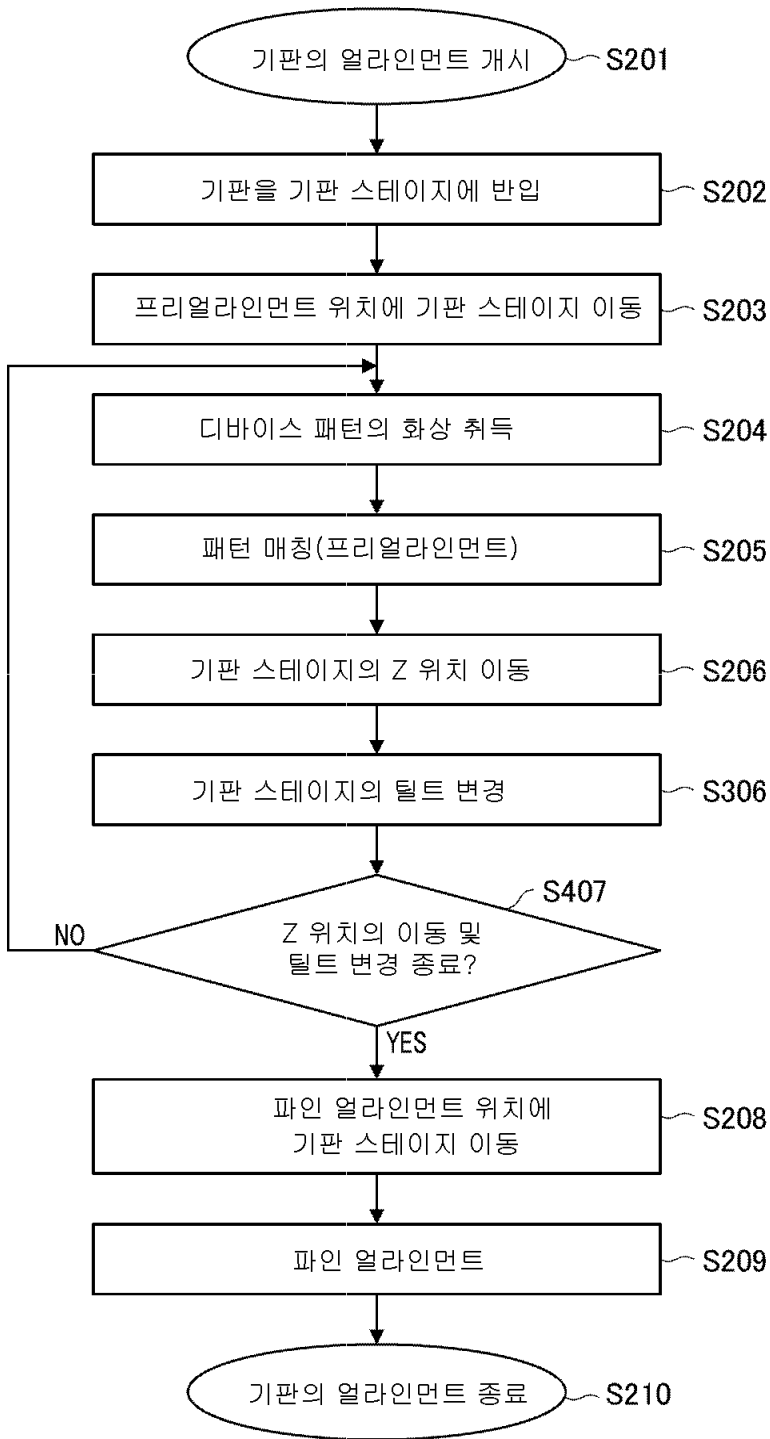 기판의 얼라인먼트 개시
S201
기판을 기판 스테이지에 반입
S202
프리얼라인먼트 위치에 기판 스테이지 이동
S203
디바이스 패턴의 화상 취득
S204
패턴 매칭(프리얼라인먼트)
S205
기판 스테이지의 Z 위치 이동
S206
기판 스테이지의 틸트 변경
S306
S407
Z 위치의 이동 및
틸트 변경 종료?
NO
YES
파인 얼라인먼트 위치에
기판 스테이지 이동
S208
파인 얼라인먼트
S209
기판의 얼라인먼트 종료
S210